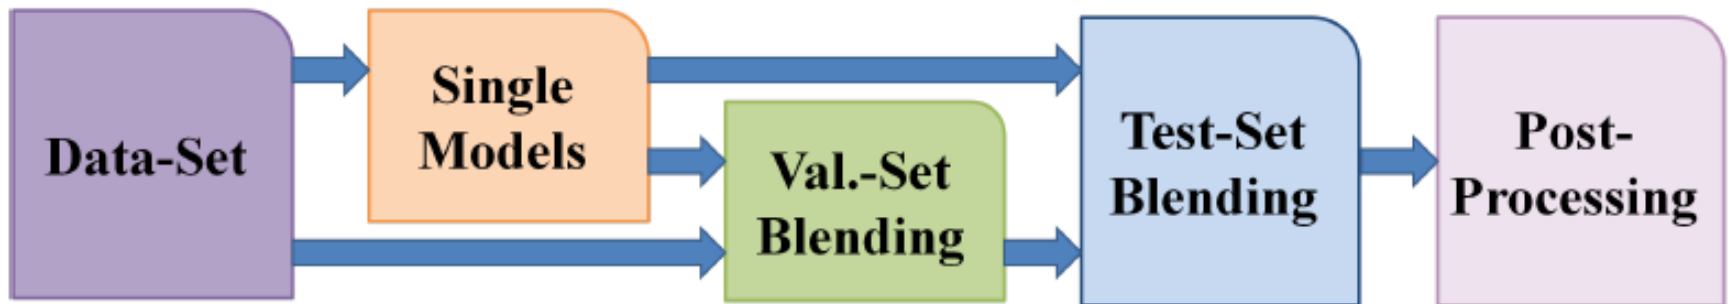 Data-Set
Single
Models
Val.-Set
Blending
Test-Set
Blending
Post-
Processing